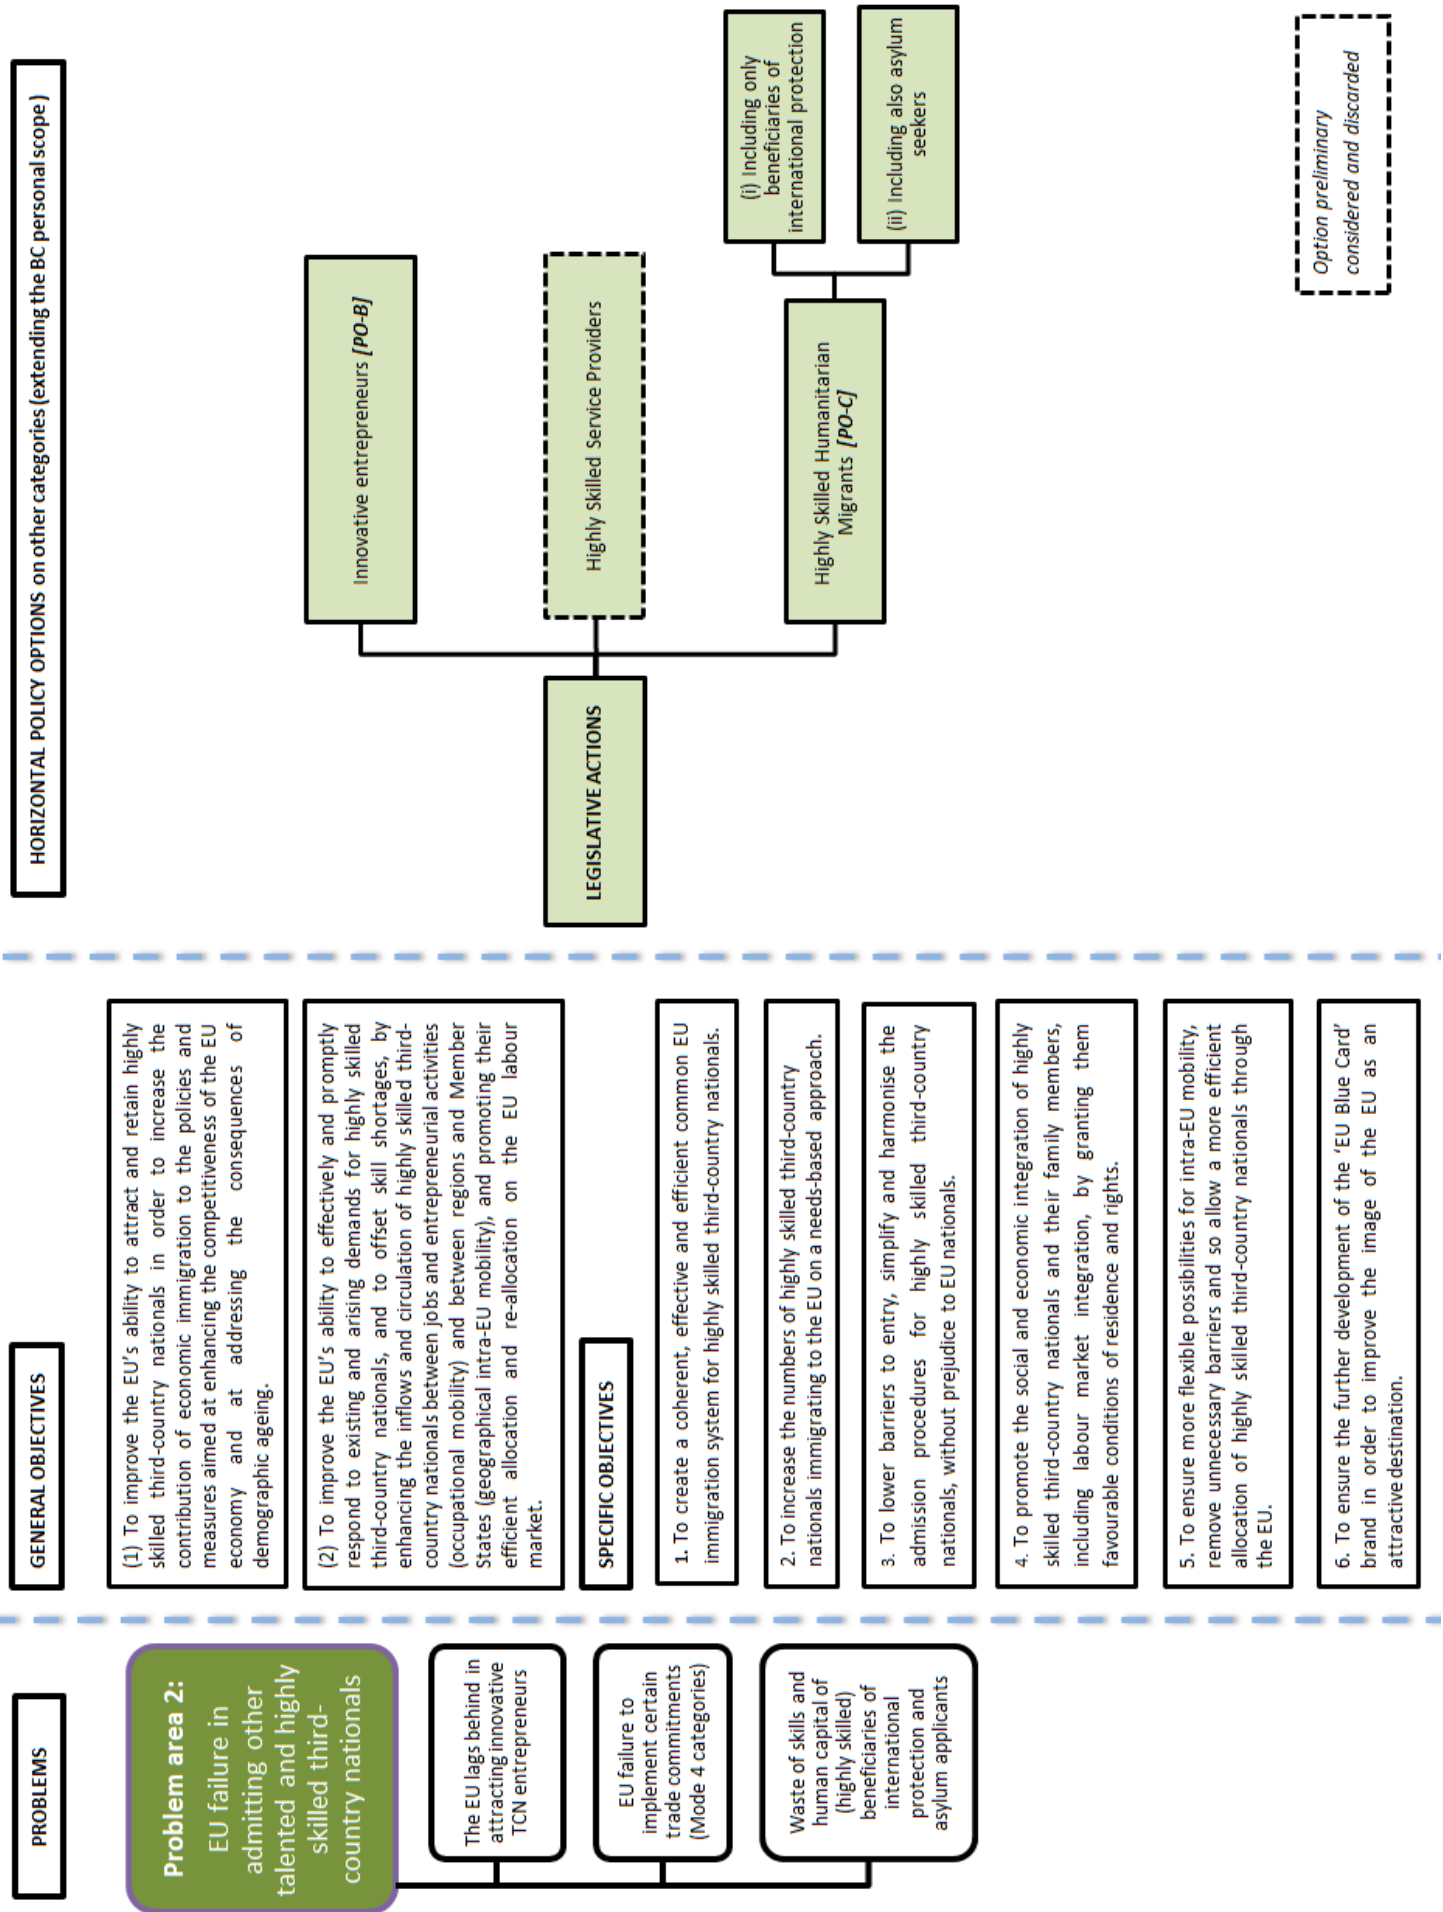 PROBLEMS
Problem area 2:
EU failure in
admitting other
talented and highly
skilled third-
country nationals
The EU lags behind in
attracting innovative
TCN entrepreneurs
EU failure to
implement certain
trade commitments
(Mode 4 categories)
Waste of skills and
human capital of
(highly skilled)
beneficiaries of
international
protection and
asylum applicants
GENERAL OBJECTIVES
(1) To improve the EU's ability to attract and retain highly
skilled third-country nationals in order to increase the
contribution of economic immigration to the policies and
measures aimed at enhancing the competitiveness of the EU
economy and at addressing the consequences of
demographic ageing.
(2) To improve the EU's ability to effectively and promptly
respond to existing and arising demands for highly skilled
third-country nationals, and to offset skill shortages, by
enhancing the inflows and circulation of highly skilled third-
country nationals between jobs and entrepreneurial activities
(occupational mobility) and between regions and Member
States (geographical intra-EU mobility), and promoting their
efficient allocation and re-allocation on the EU labour
market.
SPECIFIC OBJECTIVES
1. To create a coherent, effective and efficient common EU
immigration system for highly skilled third-country nationals.
2. To increase the numbers of highly skilled third-country
nationals immigrating to the EU on a needs-based approach.
3. To lower barriers to entry, simplify and harmonise the
admission procedures for highly skilled third-country
nationals, without prejudice to EU nationals.
4. To promote the social and economic integration of highly
skilled third-country nationals and their family members,
including labour market integration, by granting them
favourable conditions of residence and rights.
5. To ensure more flexible possibilities for intra-EU mobility,
remove unnecessary barriers and so allow a more efficient
allocation of highly skilled third-country nationals through
the EU.
6. To ensure the further development of the ‘EU Blue Card’
brand in order to improve the image of the EU as an
attractive destination.
HORIZONTAL POLICY OPTIONS on other categories (extending the BC personal scope)
LEGISLATIVE ACTIONS
Innovative entrepreneurs [PO-B]
Highly Skilled Service Providers
Highly Skilled Humanitarian
Migrants [PO-C]
(i) Including only
beneficiaries of
international protection
(ii) Including also asylum
seekers
Option preliminary
considered and discarded